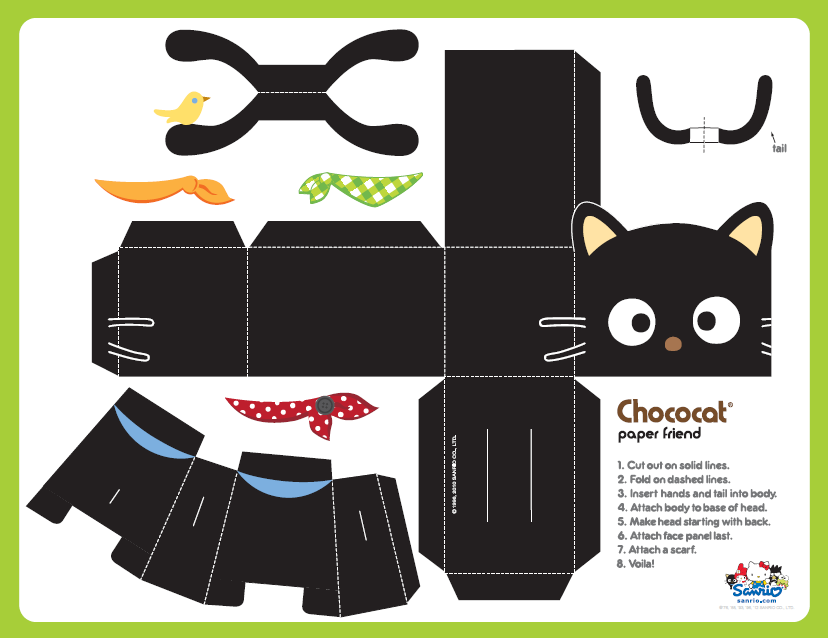 tail
Chococat®
paper friend
1. Cut out on solid lines.
2. Fold on dashed lines.
3. Insert hands and tail into body.
4. Attach body to base of head.
5. Make head starting with back.
6. Attach face panel last.
7. Attach a scarf.
8. Voila!
© 1996, 2010 SANRIO CO., LTD.
Sanrio
sanrio.com